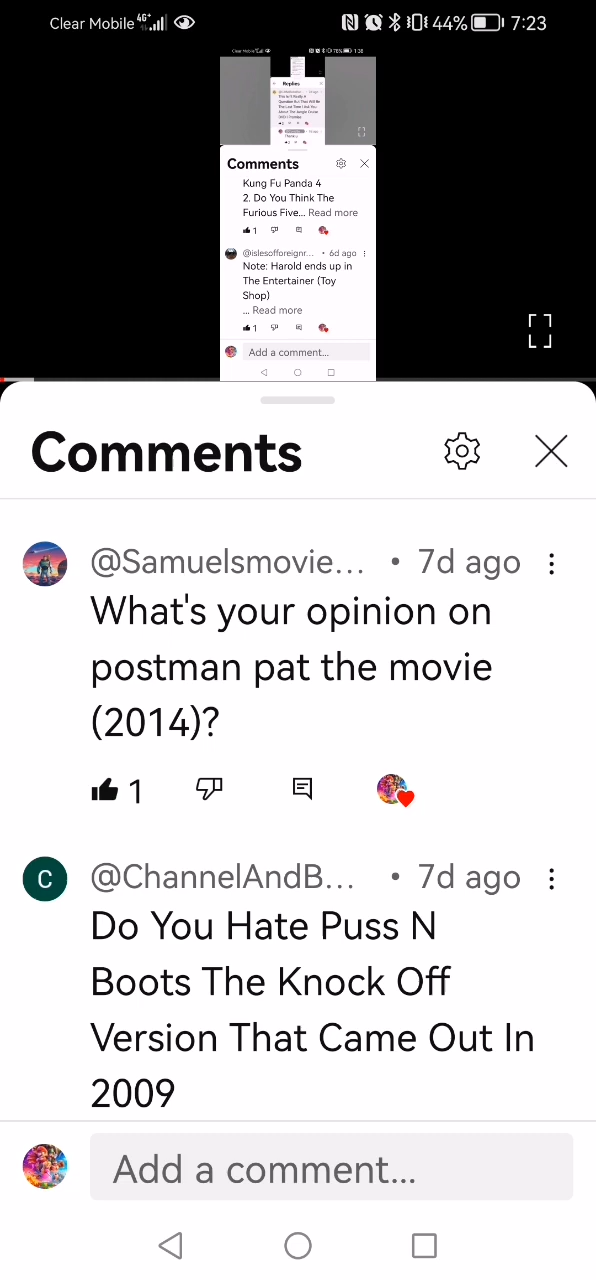 Clear Mobile 4G+ 44% 7:23
Replies
Comments
Kung Fu Panda 4
2. Do You Think The
Furious Five... Read more
1
@islesofforeignr... • 6d ago
Note: Harold ends up in
The Entertainer (Toy
Shop)
... Read more
1
Add a comment...
Comments
@Samuelsmovie... • 7d ago
What's your opinion on
postman pat the movie
(2014)?
1
C @ChannelAndB... • 7d ago
Do You Hate Puss N
Boots The Knock Off
Version That Came Out In
2009
Add a comment...